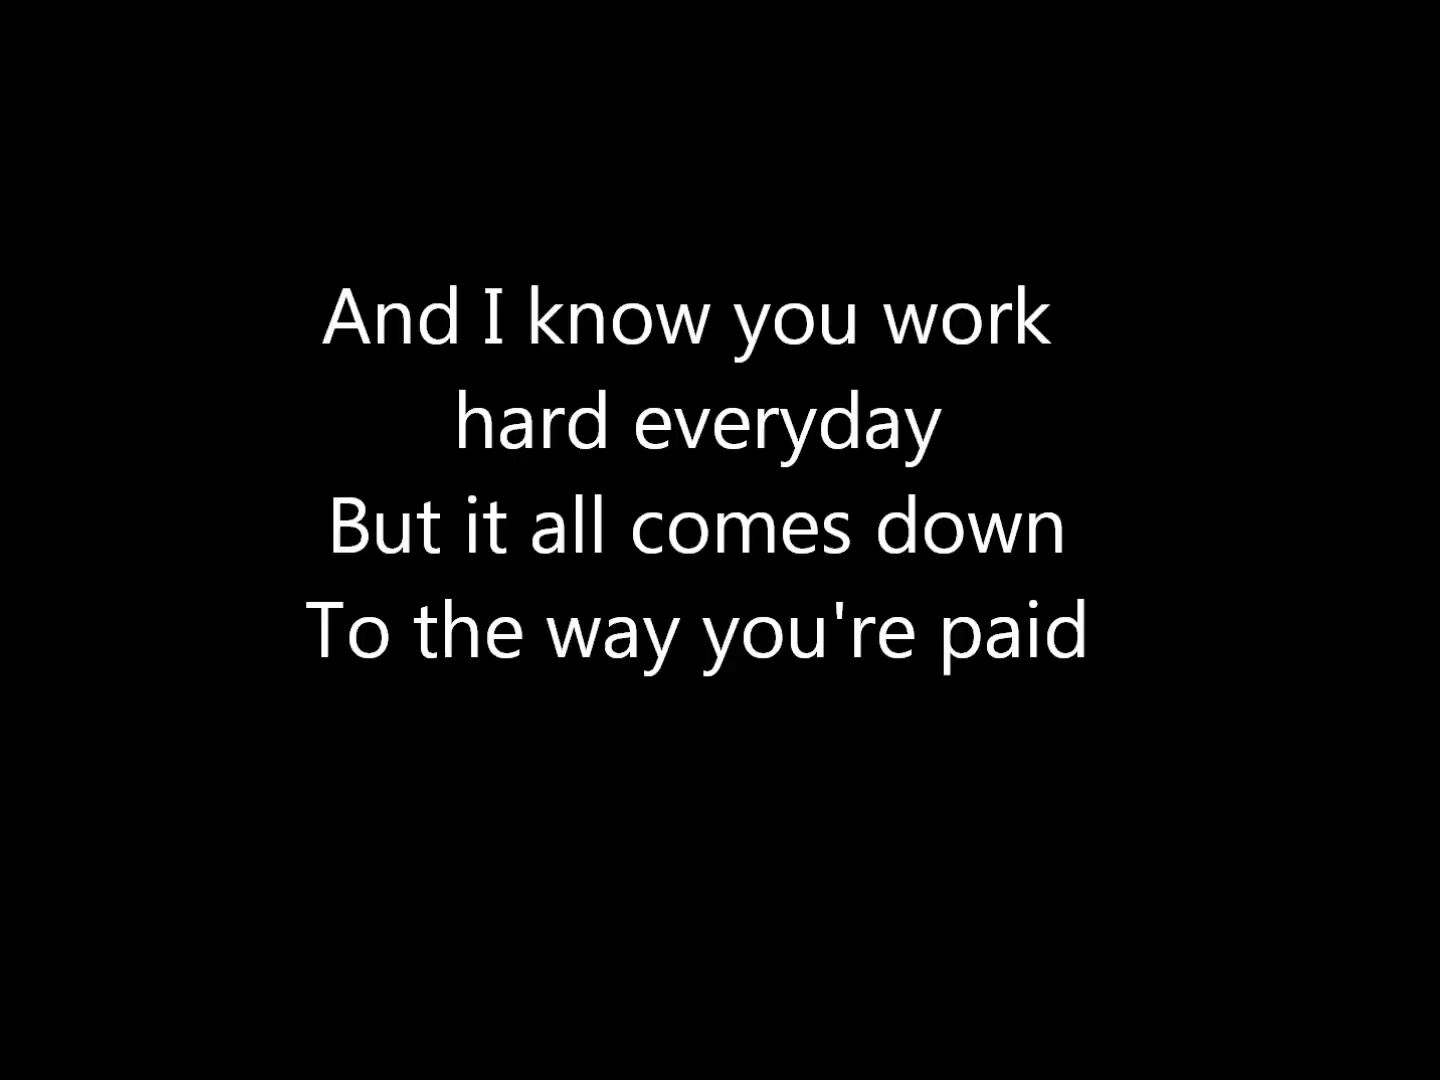 And I know you work
hard everyday
But it all comes down
To the way you're paid